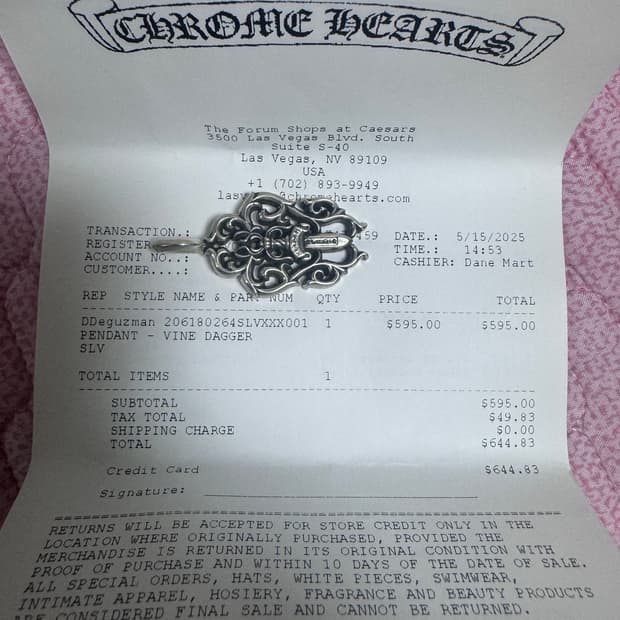 CHROME HEARTS
The Forum Shops at Caesars
3500 Las Vegas Blvd. South
Suite S-40
Las Vegas, NV 89109
USA
+1 (702) 893-9949
TRANSACTION.: 159 DATE.: 5/15/2025
REGISTER TIME.: 14:53
ACCOUNT NO..: CASHIER: Dane Mart
CUSTOMER....:
REP STYLE NAME & PART NUM QTY PRICE TOTAL
DDeguzman 206180264SLVXXX001 1 $595.00 $595.00
PENDANT - VINE DAGGER
SLV
TOTAL ITEMS 1
SUBTOTAL $595.00
TAX TOTAL $49.83
SHIPPING CHARGE $0.00
TOTAL $644.83
Credit Card $644.83
Signature:
RETURNS WILL BE ACCEPTED FOR STORE CREDIT ONLY IN THE
LOCATION WHERE ORIGINALLY PURCHASED, PROVIDED THE
MERCHANDISE IS RETURNED IN ITS ORIGINAL CONDITION WITH
PROOF OF PURCHASE AND WITHIN 10 DAYS OF THE DATE OF SALE.
ALL SPECIAL ORDERS, HATS, WHITE PIECES, SWIMWEAR,
INTIMATE APPAREL, HOSIERY, FRAGRANCE AND BEAUTY PRODUCTS
ARE CONSIDERED FINAL SALE AND CANNOT BE RETURNED.